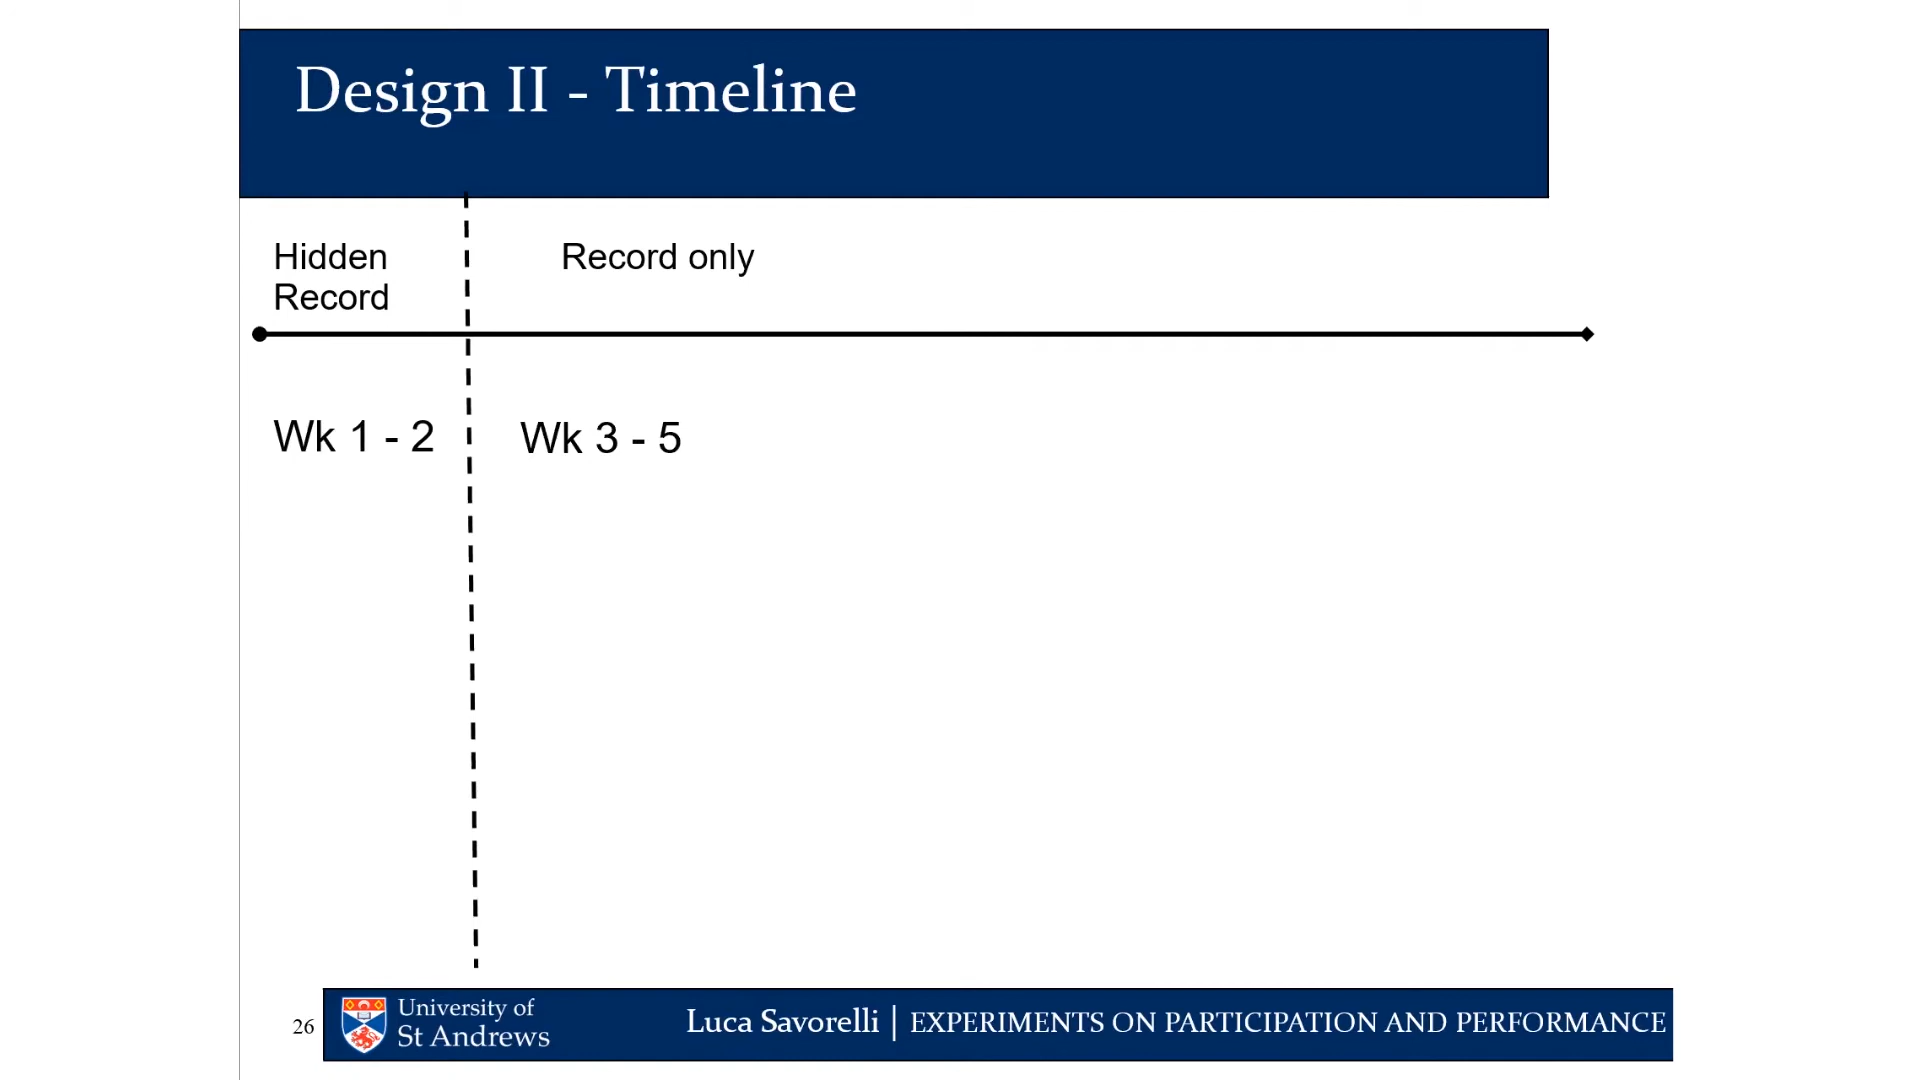 Design II - Timeline
Hidden
Record
Record only
Wk 1 - 2
Wk 3 - 5
26
University of
St Andrews
Luca Savorelli | EXPERIMENTS ON PARTICIPATION AND PERFORMANCE